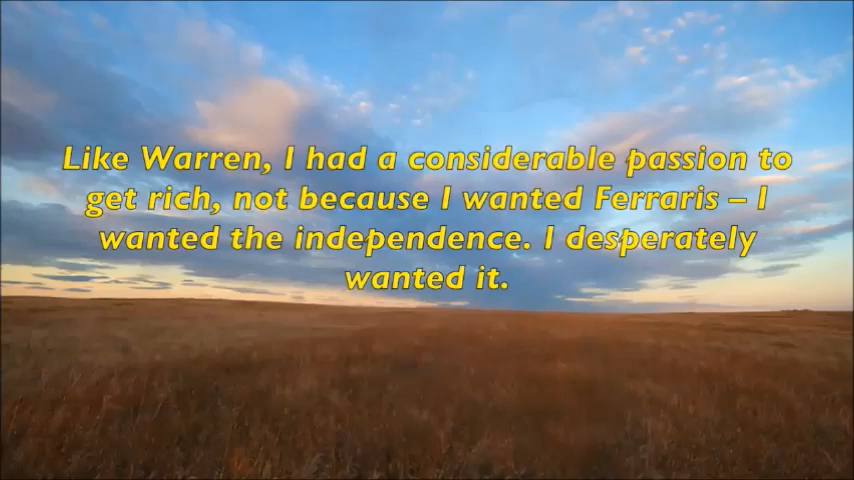 Like Warren, I had a considerable passion to
get rich, not because I wanted Ferraris – I
wanted the independence. I desperately
wanted it.